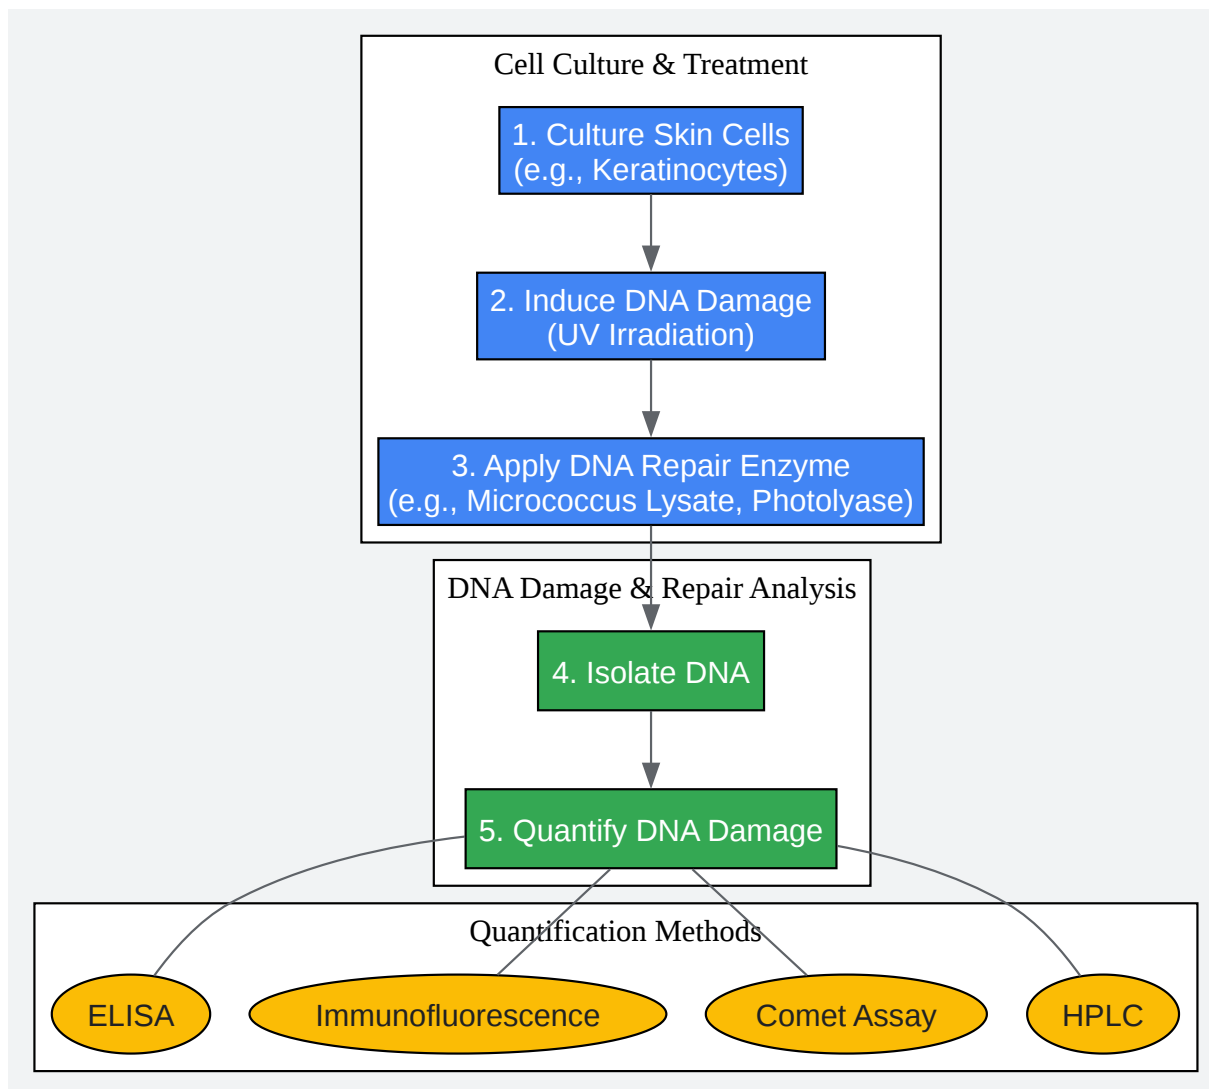 Cell Culture & Treatment
1. Culture Skin Cells
(e.g., Keratinocytes)
2. Induce DNA Damage
(UV Irradiation)
3. Apply DNA Repair Enzyme
(e.g., Micrococcus Lysate, Photolyase)
DNA Damage & Repair Analysis
4. Isolate DNA
5. Quantify DNA Damage
Quantification Methods
ELISA
Immunofluorescence
Comet Assay
HPLC